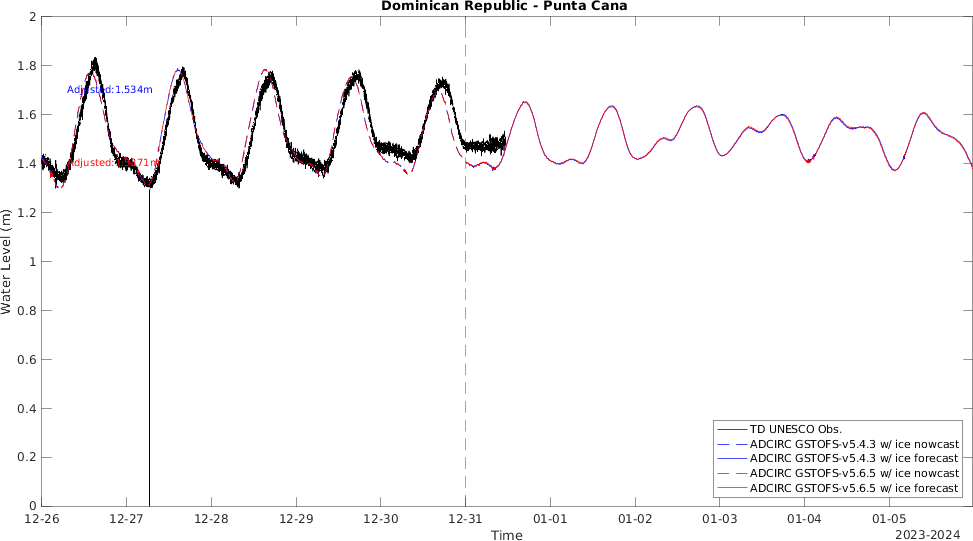 Dominican Republic - Punta Cana
Water Level (m)
2
1.8
1.6
1.4
1.2
1
0.8
0.6
0.4
0.2
0
Adjusted:1.534m
TD UNESCO Obs.
ADCIRC GSTOFS-v5.4.3 w/ ice nowcast
ADCIRC GSTOFS-v5.4.3 w/ ice forecast
ADCIRC GSTOFS-v5.6.5 w/ ice nowcast
ADCIRC GSTOFS-v5.6.5 w/ ice forecast
12-26 12-27 12-28 12-29 12-30 12-31 01-01 01-02 01-03 01-04 01-05
Time
2023-2024